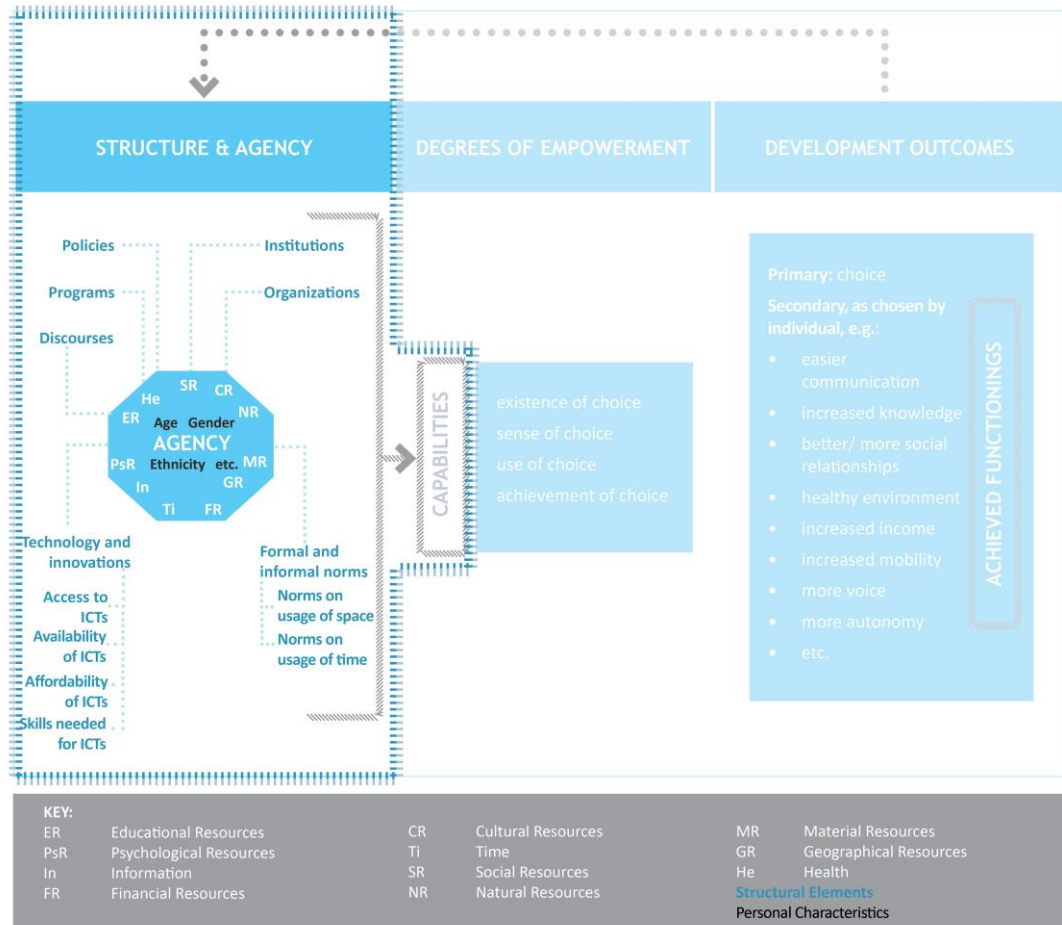 STRUCTURE & AGENCY
DEGREES OF EMPOWERMENT
DEVELOPMENT OUTCOMES
Policies
Institutions
Programs
Organizations
Discourses
SR
CR
He
NR
ER
Age Gender
AGENCY
PsR
Ethnicity etc.
MR
In
GR
Ti
FR
Technology and
innovations
Access to
ICTs
Availability
of ICTs
Affordability
of ICTs
Skills needed
for ICTs
Formal and
informal norms
Norms on
usage of space
Norms on
usage of time
CAPABILITIES
existence of choice
sense of choice
use of choice
achievement of choice
Primary: choice
Secondary, as chosen by
individual, e.g.:
• easier
communication
• increased knowledge
• better/ more social
relationships
• healthy environment
• increased income
• increased mobility
• more voice
• more autonomy
• etc.
ACHIEVED FUNCTIONINGS
KEY:
ER Educational Resources
PsR Psychological Resources
In Information
FR Financial Resources
CR Cultural Resources
Ti Time
SR Social Resources
NR Natural Resources
MR Material Resources
GR Geographical Resources
He Health
Structural Elements
Personal Characteristics